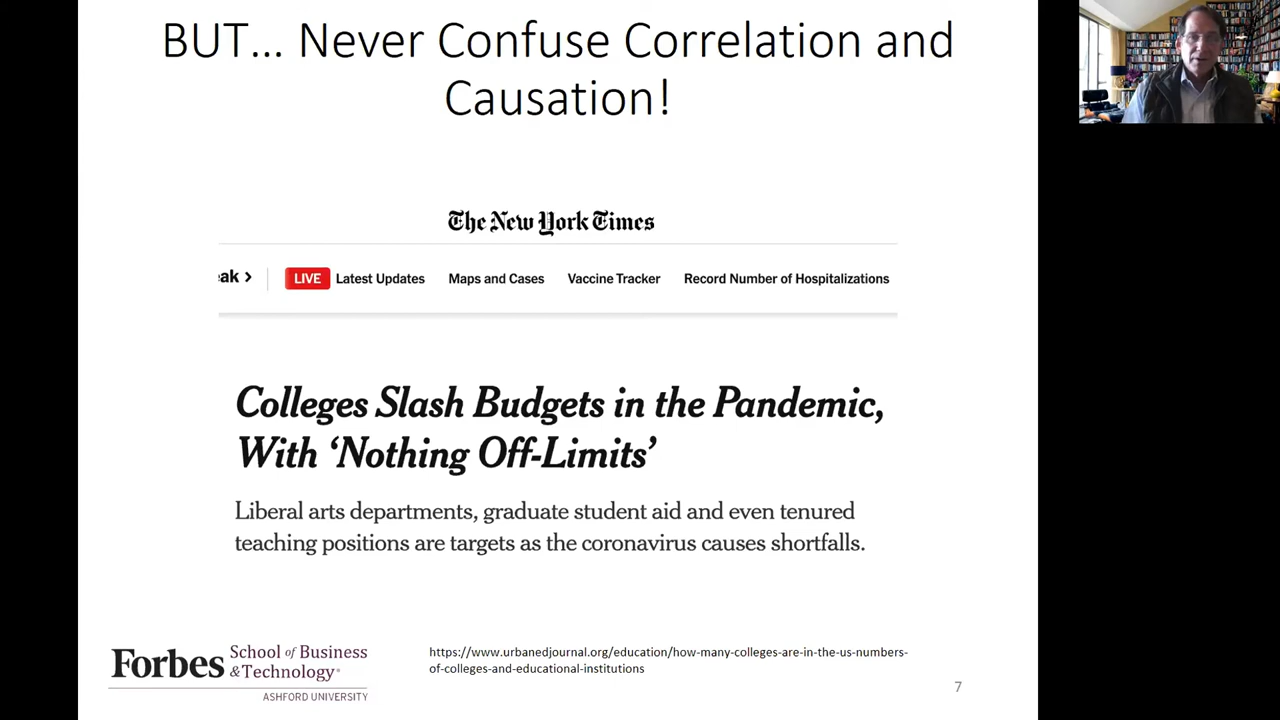 BUT... Never Confuse Correlation and
Causation!
The New York Times
eak >
LIVE Latest Updates Maps and Cases Vaccine Tracker Record Number of Hospitalizations
Colleges Slash Budgets in the Pandemic,
With ‘Nothing Off-Limits’
Liberal arts departments, graduate student aid and even tenured
teaching positions are targets as the coronavirus causes shortfalls.
Forbes School of Business
& Technology®
ASHFORD UNIVERSITY
https://www.urbanedjournal.org/education/how-many-colleges-are-in-the-us-numbers-
of-colleges-and-educational-institutions
7